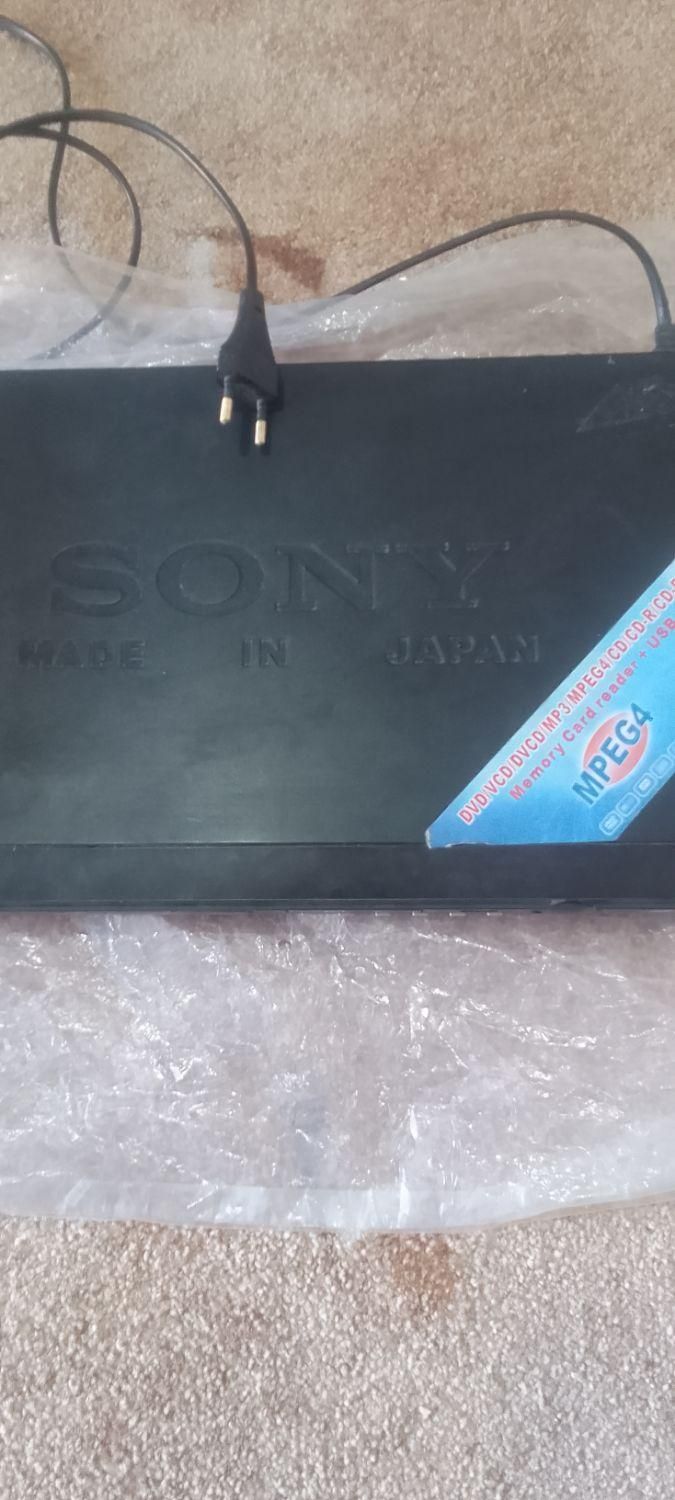 SONY
MADE IN JAPAN
DVD/VCD/DVCD/MP3/MPEG4/CD/CD-R/CD-
Memory Card reader + USB
MPEG4